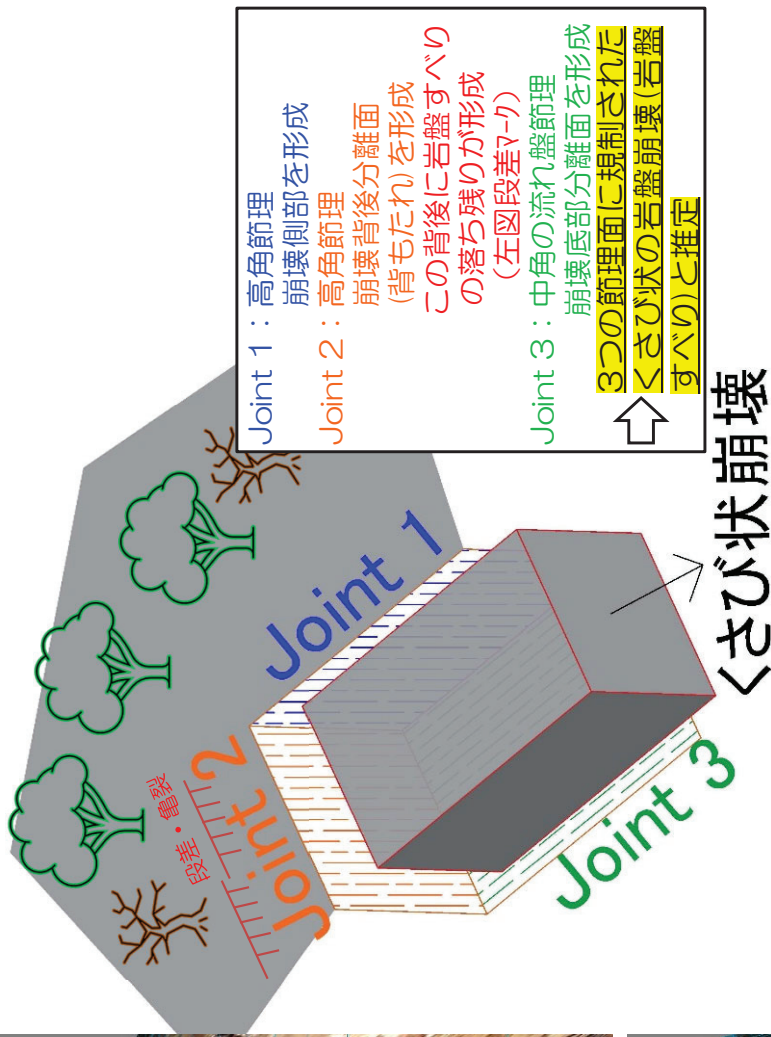 Joint 1：高角節理
崩壊側部を形成
Joint 2：高角節理
崩壊背後分離面
(背もたれ)を形成
この背後に岩盤すべり
の落ち残りが形成
（左図段差ﾏｰｸ）
Joint 3：中角の流れ盤節理
崩壊底部分離面を形成
3つの節理面に規制された
くさび状の岩盤崩壊(岩盤
すべり)と推定
段差・亀裂
Joint 2
Joint 1
Joint 3
くさび状崩壊